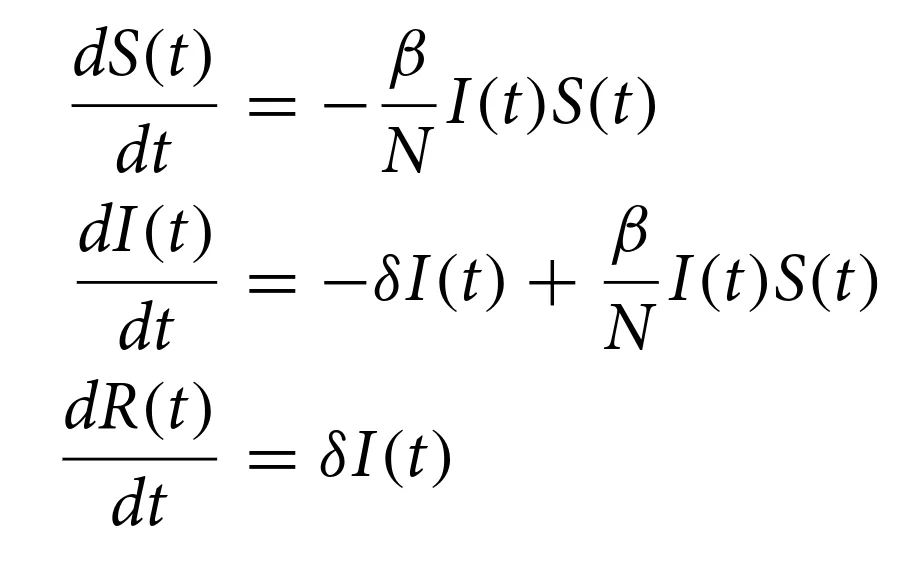 dS(t)/dt = −β/N I(t)S(t)
dI(t)/dt = −δI(t) + β/N I(t)S(t)
dR(t)/dt = δI(t)